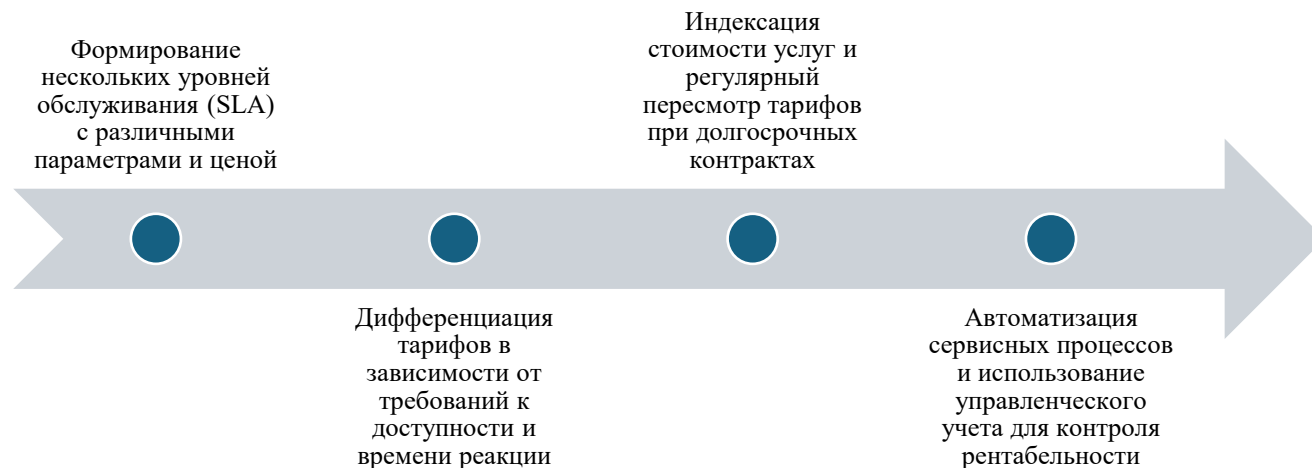 Формирование
нескольких уровней
обслуживания (SLA)
с различными
параметрами и ценой
Дифференциация
тарифов в
зависимости от
требований к
доступности и
времени реакции
Индексация
стоимости услуг и
регулярный
пересмотр тарифов
при долгосрочных
контрактах
Автоматизация
сервисных процессов
и использование
управленческого
учета для контроля
рентабельности